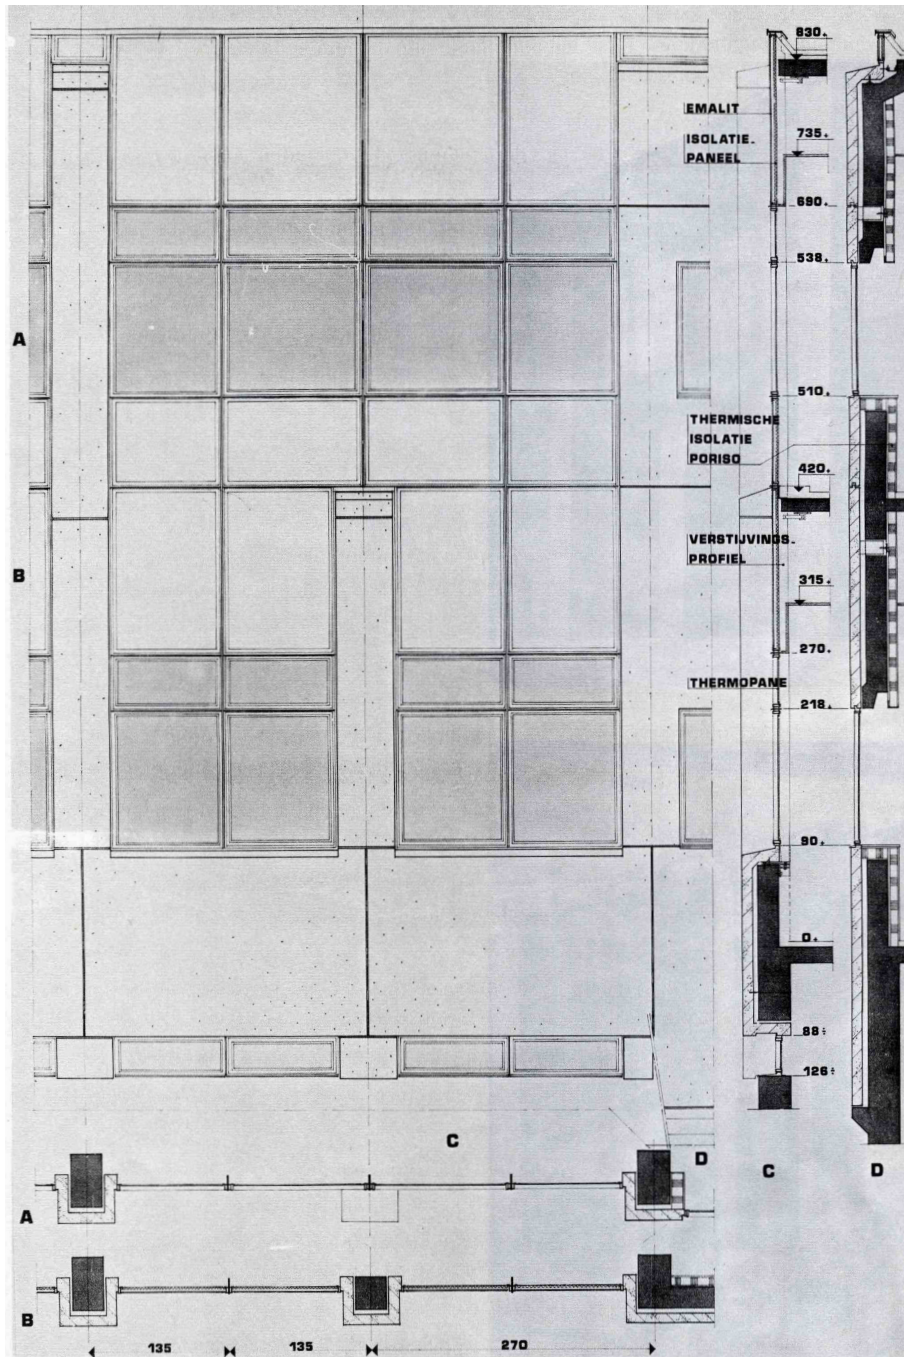 830+
EMALIT
ISOLATIE-
PANEEL
735+
690+
538+
A
510+
THERMISCHE
ISOLATIE
PORISO
420+
VERSTIJVINGS-
PROFIEL
B
315+
270+
THERMOPANE
218+
90+
0+
88÷
126÷
C
D
C
D
A
B
135
135
270